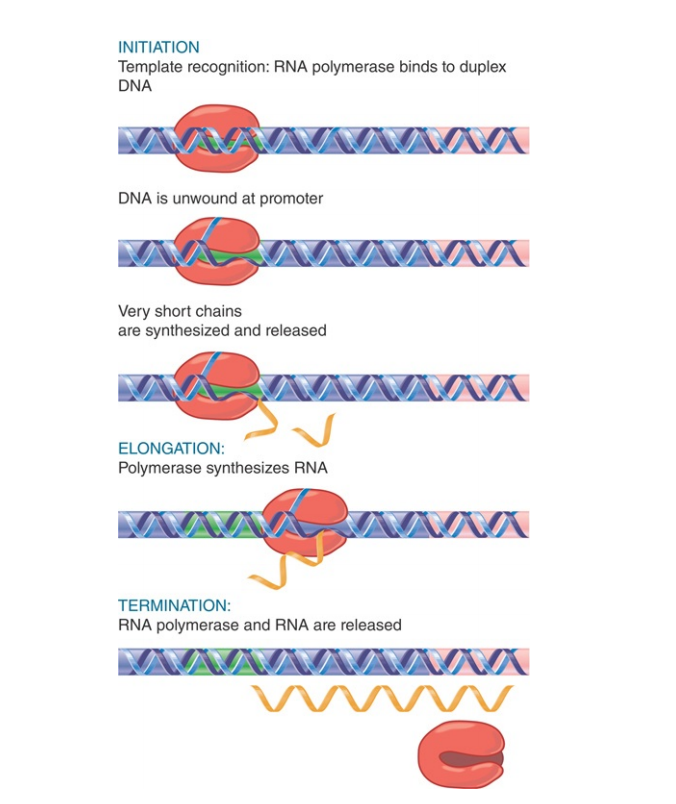 INITIATION
Template recognition: RNA polymerase binds to duplex
DNA
DNA is unwound at promoter
Very short chains
are synthesized and released
ELONGATION:
Polymerase synthesizes RNA
TERMINATION:
RNA polymerase and RNA are released